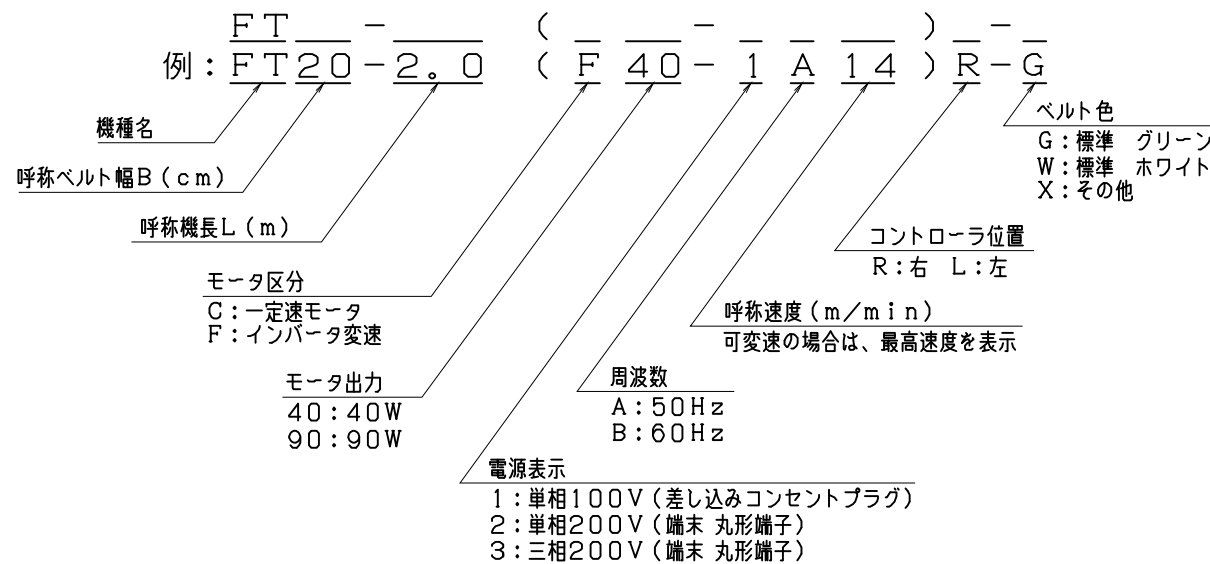 ＦＴ＿＿－＿＿＿（＿ ＿＿－＿ ＿ ＿＿）＿－＿
例：ＦＴ２０－２。０（Ｆ ４０－１ Ａ １４）Ｒ－Ｇ
機種名
呼称ベルト幅Ｂ（ｃｍ）
呼称機長Ｌ（ｍ）
モータ区分
Ｃ：一定速モータ
Ｆ：インバータ変速
モータ出力
４０：４０Ｗ
９０：９０Ｗ
電源表示
１：単相１００Ｖ（差し込みコンセントプラグ）
２：単相２００Ｖ（端末 丸形端子）
３：三相２００Ｖ（端末 丸形端子）
周波数
Ａ：５０Ｈｚ
Ｂ：６０Ｈｚ
呼称速度（ｍ／ｍｉｎ）
可変速の場合は、最高速度を表示
コントローラ位置
Ｒ：右 Ｌ：左
ベルト色
Ｇ：標準 グリーン
Ｗ：標準 ホワイト
Ｘ：その他